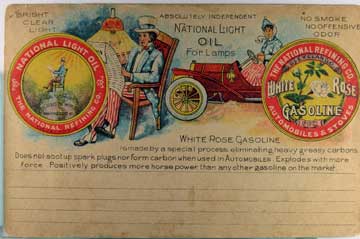 BRIGHT
CLEAR
LIGHT
ABSOLUTELY INDEPENDENT
NATIONAL LIGHT
OIL
For Lamps
NO SMOKE
NO OFFENSIVE
ODOR
NATIONAL LIGHT OIL
THE NATIONAL REFINING CO.
THE NATIONAL REFINING CO.
WHITE ROSE
GASOLINE
AUTOMOBILES & STOVES
WHITE ROSE GASOLINE
is made by a special process, eliminating heavy greasy carbons.
Does not soot up spark plugs nor form carbon when used in AUTOMOBILES. Explodes with more
force. Positively produces more horse power than any other gasoline on the market.